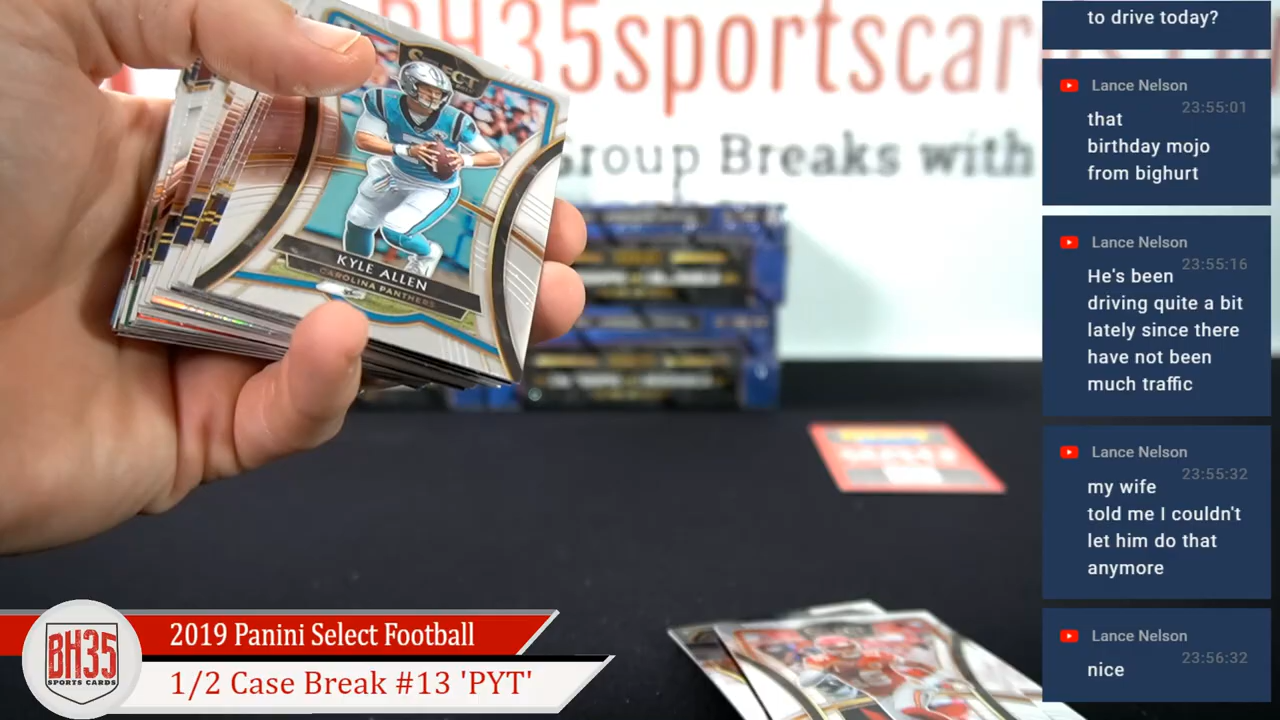 H35sportscar
Group Breaks with
SELECT
KYLE ALLEN
CAROLINA PANTHERS
to drive today?
Lance Nelson
23:55:01
that
birthday mojo
from bighurt
Lance Nelson
23:55:16
He's been
driving quite a bit
lately since there
have not been
much traffic
Lance Nelson
23:55:32
my wife
told me I couldn't
let him do that
anymore
Lance Nelson
23:56:32
nice
BH35
SPORTS CARDS
2019 Panini Select Football
1/2 Case Break #13 'PYT'